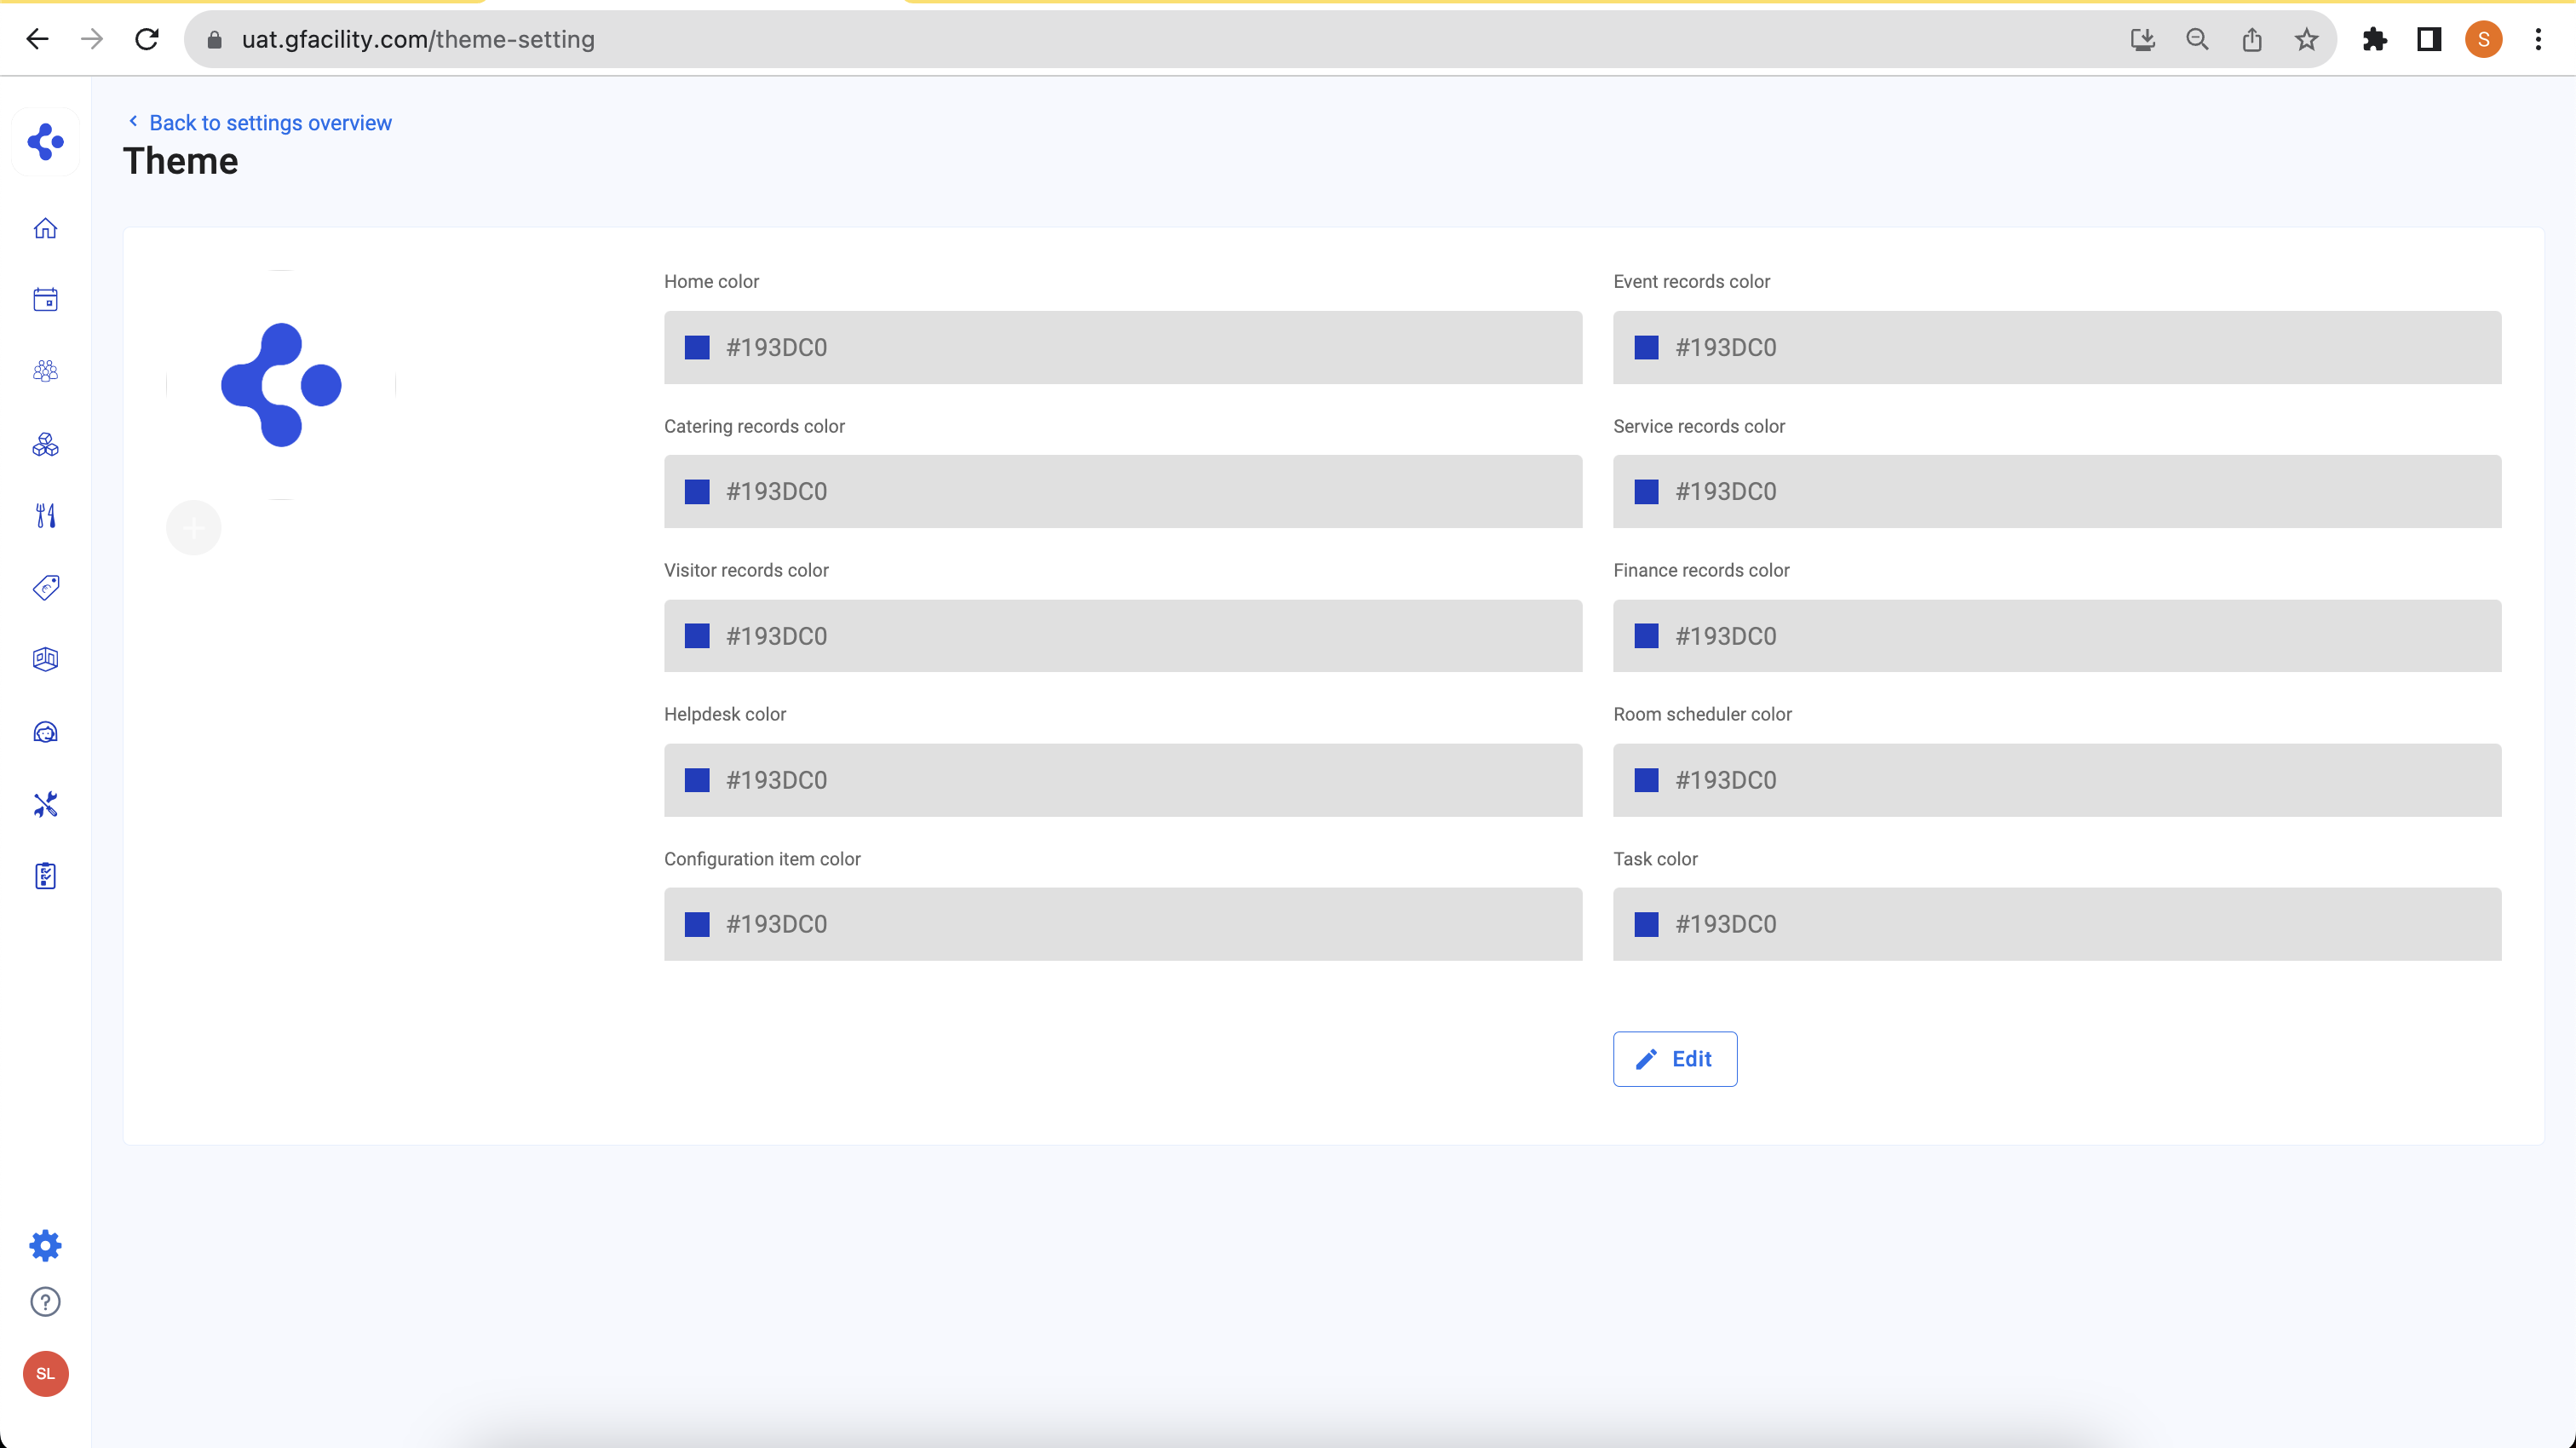 uat.gfacility.com/theme-setting
S
Back to settings overview
Theme
Home color
#193DC0
Event records color
#193DC0
Catering records color
#193DC0
Service records color
#193DC0
Visitor records color
#193DC0
Finance records color
#193DC0
Helpdesk color
#193DC0
Room scheduler color
#193DC0
Configuration item color
#193DC0
Task color
#193DC0
Edit
SL